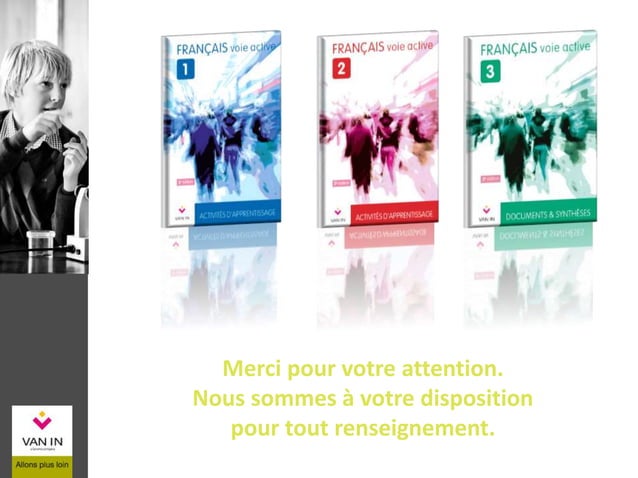 FRANÇAIS voie active
1
VAN IN
ACTIVITÉS D'APPRENTISSAGE
FRANÇAIS voie active
2
VAN IN
ACTIVITÉS D'APPRENTISSAGE
FRANÇAIS voie active
3
VAN IN
DOCUMENTS & SYNTHÈSES
Merci pour votre attention.
Nous sommes à votre disposition
pour tout renseignement.
VAN IN
Allons plus loin